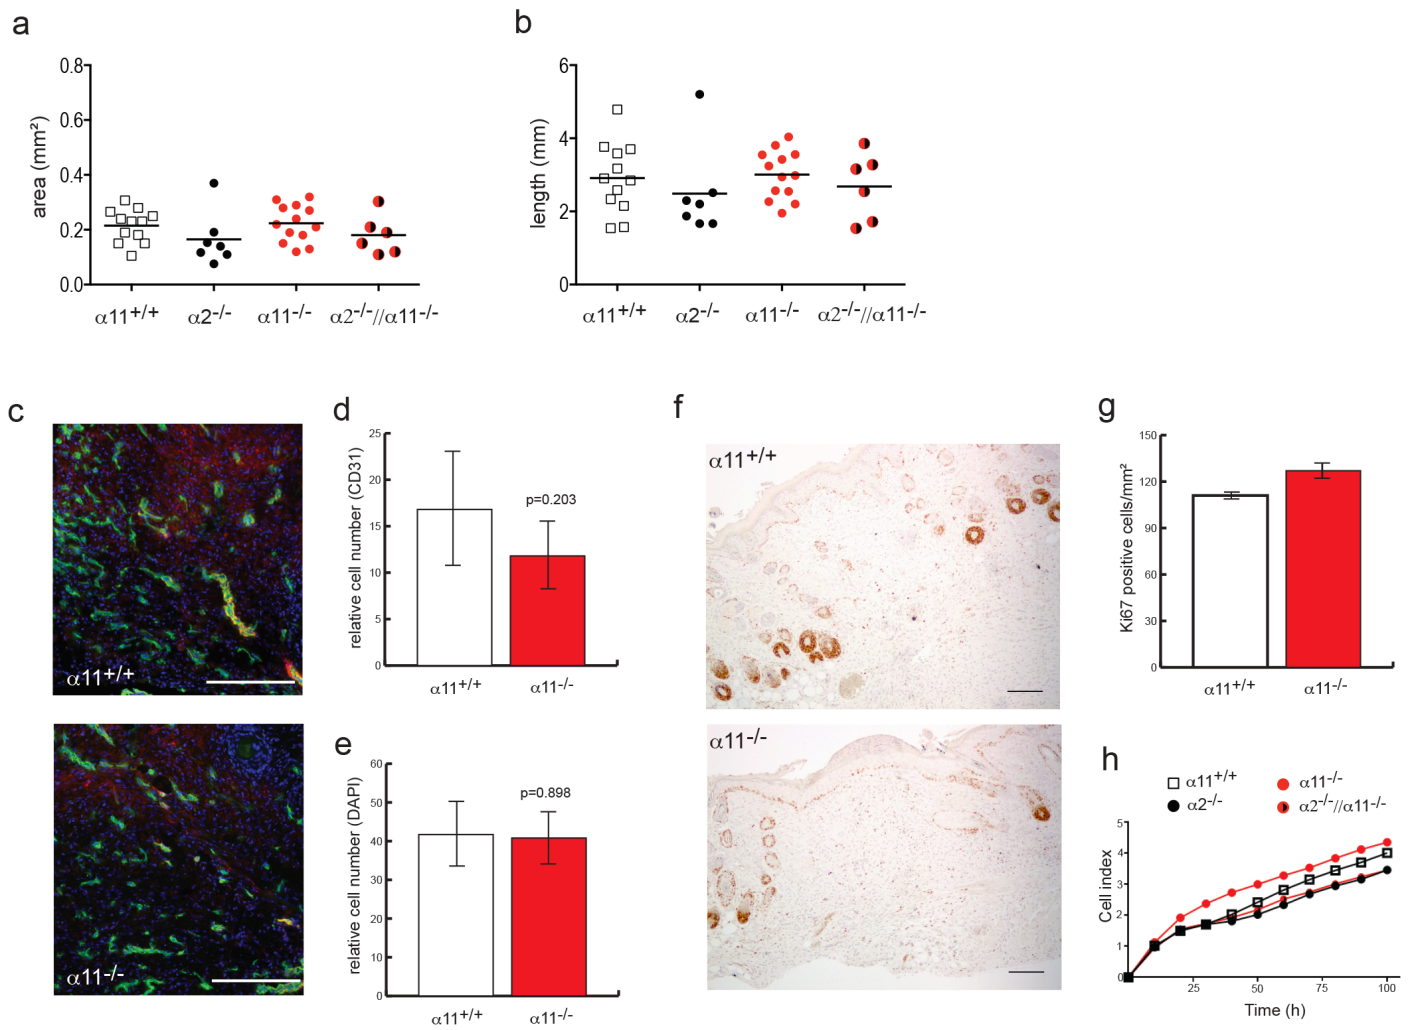 a
area (mm²)
0.8
0.6
0.4
0.2
0.0
α11+/+
α2-/-
α11-/-
α2-/-//α11-/-
b
length (mm)
6
4
2
0
α11+/+
α2-/-
α11-/-
α2-/-//α11-/-
c
α11+/+
α11-/-
d
relative cell number (CD31)
25
20
15
10
5
0
p=0.203
α11+/+
α11-/-
e
relative cell number (DAPI)
60
50
40
30
20
10
0
p=0.898
α11+/+
α11-/-
f
α11+/+
α11-/-
g
Ki67 positive cells/mm²
150
120
90
60
30
0
α11+/+
α11-/-
h
α11+/+
α11-/-
α2-/-
α2-/-//α11-/-
Cell index
5
4
3
2
1
0
25
50
75
100
Time (h)